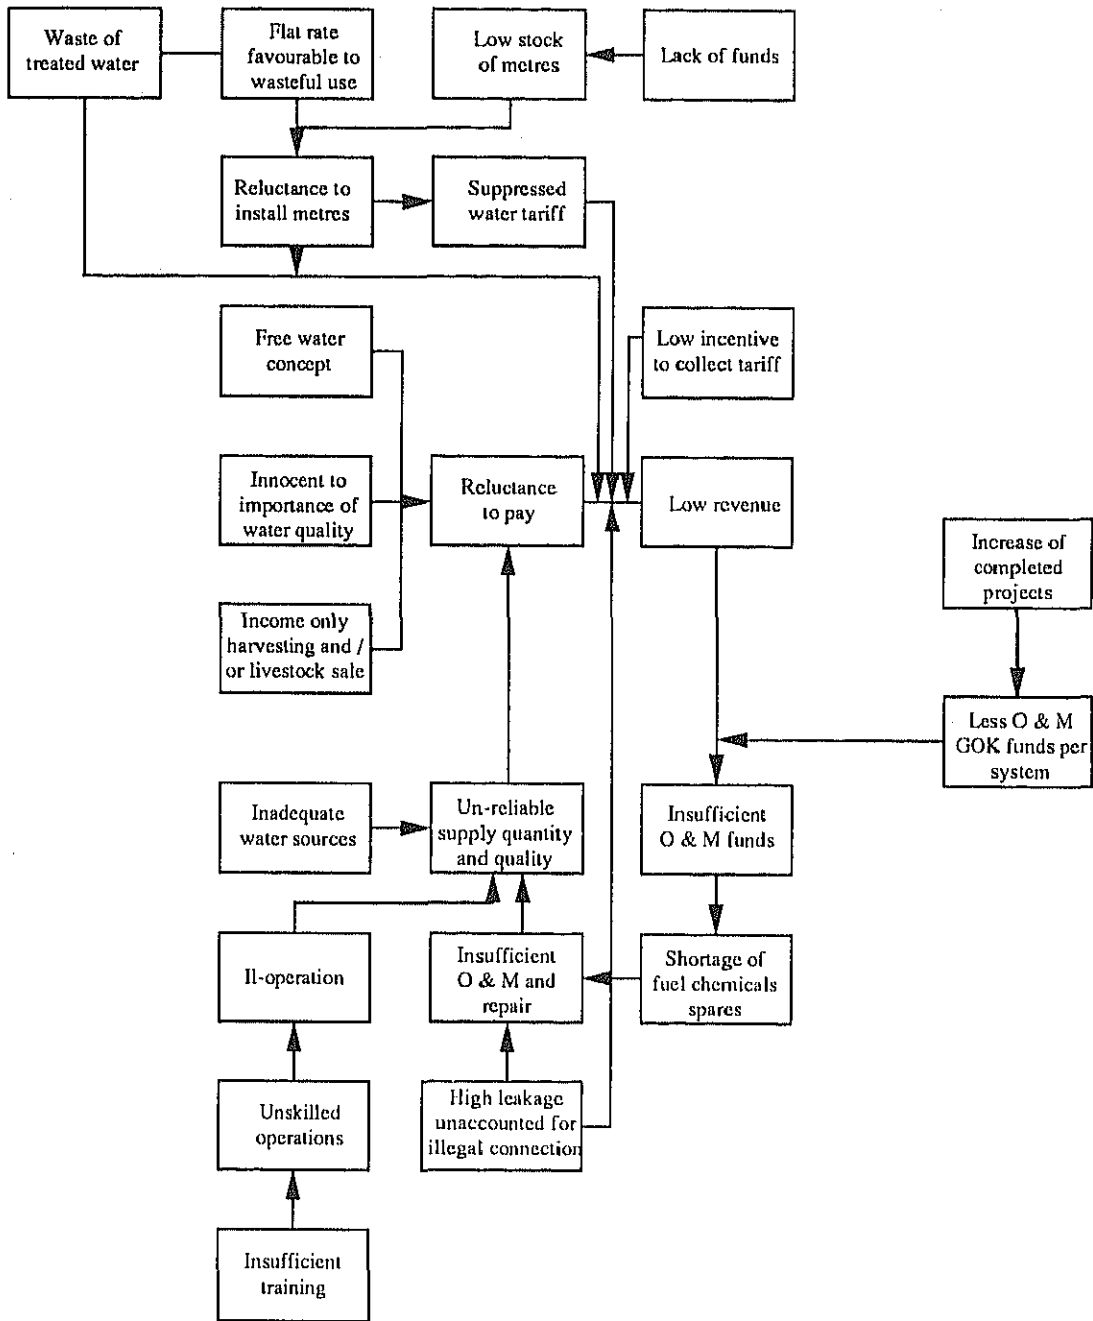 Waste of
treated water
Flat rate
favourable to
wasteful use
Low stock
of metres
Lack of funds
Reluctance to
install metres
Suppressed
water tariff
Free water
concept
Low incentive
to collect tariff
Innocent to
importance of
water quality
Reluctance
to pay
Low revenue
Increase of
completed
projects
Income only
harvesting and /
or livestock sale
Less O & M
GOK funds per
system
Inadequate
water sources
Un-reliable
supply quantity
and quality
Insufficient
O & M funds
Il-operation
Insufficient
O & M and
repair
Shortage of
fuel chemicals
spares
Unskilled
operations
High leakage
unaccounted for
illegal connection
Insufficient
training